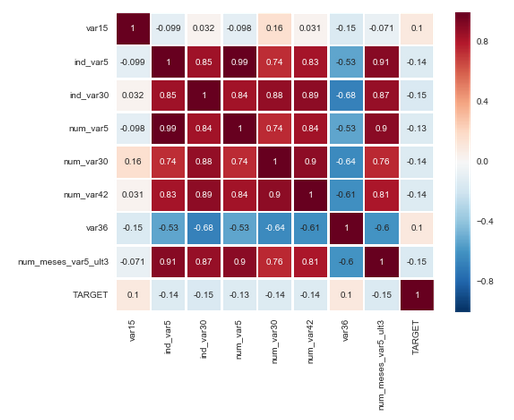 var15 1 -0.099 0.032 -0.098 0.16 0.031 -0.15 -0.071 0.1
ind_var5 -0.099 1 0.85 0.99 0.74 0.83 -0.53 0.91 -0.14
ind_var30 0.032 0.85 1 0.84 0.88 0.89 -0.68 0.87 -0.15
num_var5 -0.098 0.99 0.84 1 0.74 0.84 -0.53 0.9 -0.13
num_var30 0.16 0.74 0.88 0.74 1 0.9 -0.64 0.76 -0.14
num_var42 0.031 0.83 0.89 0.84 0.9 1 -0.61 0.81 -0.14
var36 -0.15 -0.53 -0.68 -0.53 -0.64 -0.61 1 -0.6 0.1
num_meses_var5_ult3 -0.071 0.91 0.87 0.9 0.76 0.81 -0.6 1 -0.15
TARGET 0.1 -0.14 -0.15 -0.13 -0.14 -0.14 0.1 -0.15 1
var15
ind_var5
ind_var30
num_var5
num_var30
num_var42
var36
num_meses_var5_ult3
TARGET
0.8
0.4
0.0
−0.4
−0.8